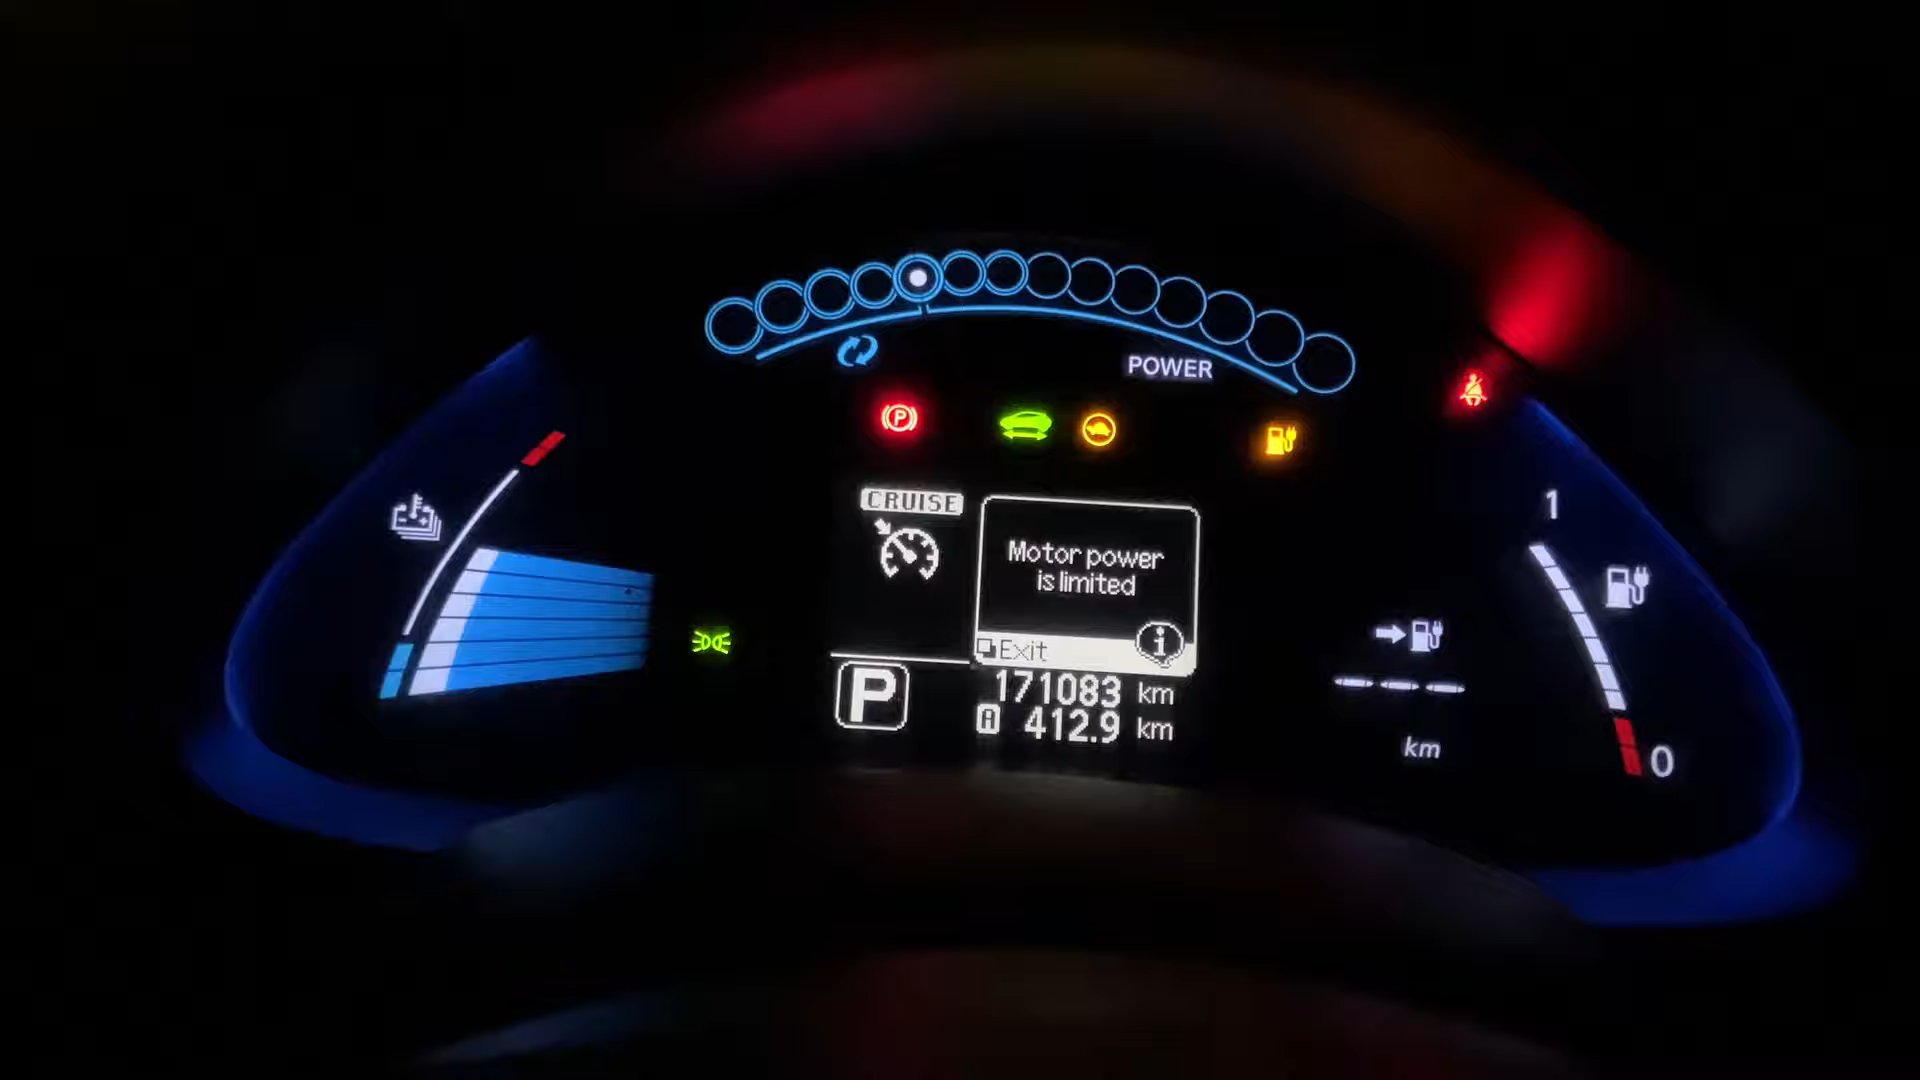 POWER
P
CRUISE
Motor power
is limited
Exit
i
P
171083 km
A 412.9 km
1
--- 
km
0